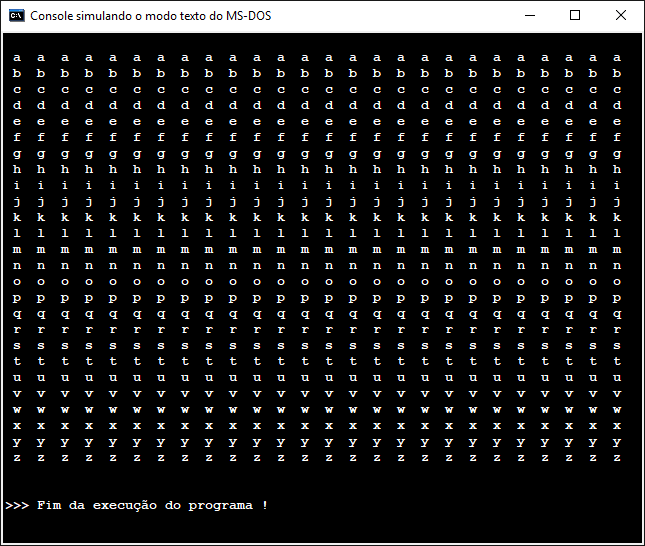 Console simulando o modo texto do MS-DOS
a a a a a a a a a a a a a a a a a a a a a a a a a a
b b b b b b b b b b b b b b b b b b b b b b b b b b
c c c c c c c c c c c c c c c c c c c c c c c c c c
d d d d d d d d d d d d d d d d d d d d d d d d d d
e e e e e e e e e e e e e e e e e e e e e e e e e e
f f f f f f f f f f f f f f f f f f f f f f f f f f
g g g g g g g g g g g g g g g g g g g g g g g g g g
h h h h h h h h h h h h h h h h h h h h h h h h h h
i i i i i i i i i i i i i i i i i i i i i i i i i i
j j j j j j j j j j j j j j j j j j j j j j j j j j
k k k k k k k k k k k k k k k k k k k k k k k k k k
l l l l l l l l l l l l l l l l l l l l l l l l l l
m m m m m m m m m m m m m m m m m m m m m m m m m m
n n n n n n n n n n n n n n n n n n n n n n n n n n
o o o o o o o o o o o o o o o o o o o o o o o o o o
p p p p p p p p p p p p p p p p p p p p p p p p p p
q q q q q q q q q q q q q q q q q q q q q q q q q q
r r r r r r r r r r r r r r r r r r r r r r r r r r
s s s s s s s s s s s s s s s s s s s s s s s s s s
t t t t t t t t t t t t t t t t t t t t t t t t t t
u u u u u u u u u u u u u u u u u u u u u u u u u u
v v v v v v v v v v v v v v v v v v v v v v v v v v
w w w w w w w w w w w w w w w w w w w w w w w w w w
x x x x x x x x x x x x x x x x x x x x x x x x x x
y y y y y y y y y y y y y y y y y y y y y y y y y y
z z z z z z z z z z z z z z z z z z z z z z z z z z
>>> Fim da execução do programa !